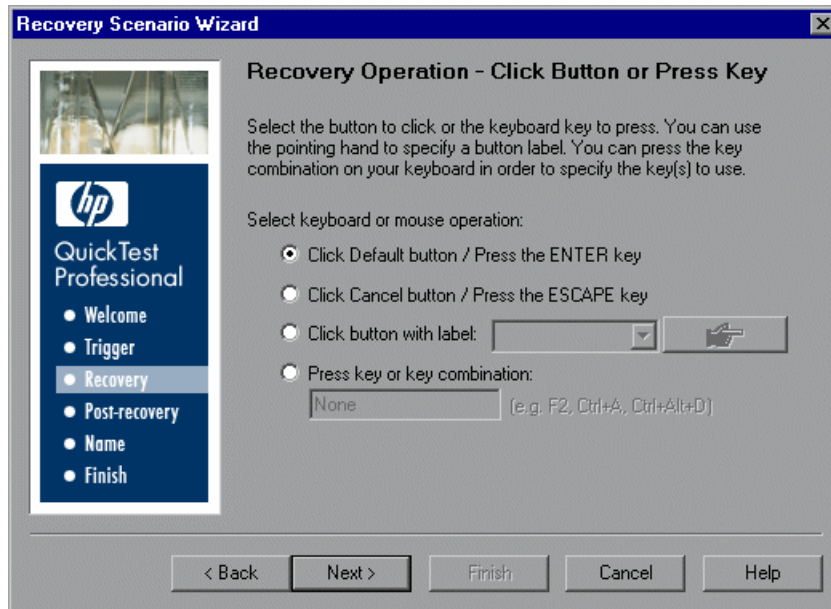 Recovery Scenario Wizard
Recovery Operation - Click Button or Press Key
Select the button to click or the keyboard key to press. You can use
the pointing hand to specify a button label. You can press the key
combination on your keyboard in order to specify the key(s) to use.
hp
QuickTest
Professional
Welcome
Trigger
Recovery
Post-recovery
Name
Finish
Select keyboard or mouse operation:
Click Default button / Press the ENTER key
Click Cancel button / Press the ESCAPE key
Click button with label:
Press key or key combination:
None (e.g. F2, Ctrl+A, Ctrl+Alt+D)
< Back Next > Finish Cancel Help